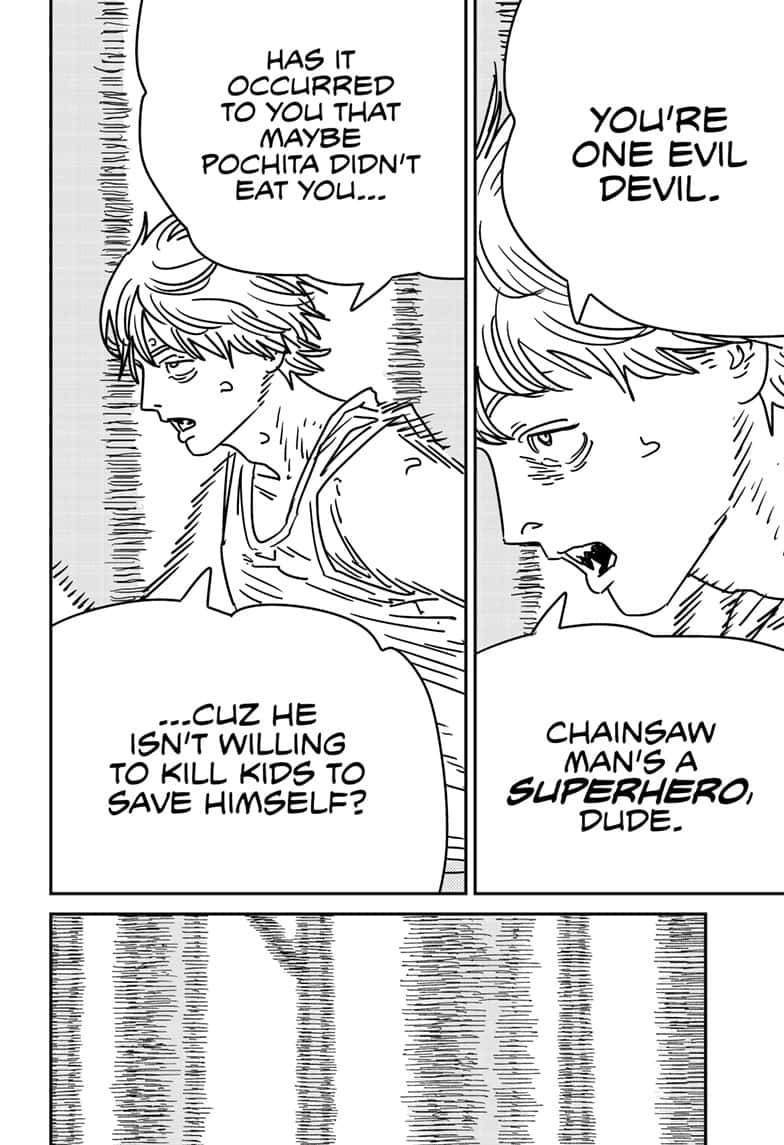 YOU'RE
ONE EVIL
DEVIL.
CHAINSAW
MAN'S A
SUPERHERO,
DUDE.
HAS IT
OCCURRED
TO YOU THAT
MAYBE
POCHITA DIDN'T
EAT YOU...
...CUZ HE
ISN'T WILLING
TO KILL KIDS TO
SAVE HIMSELF?